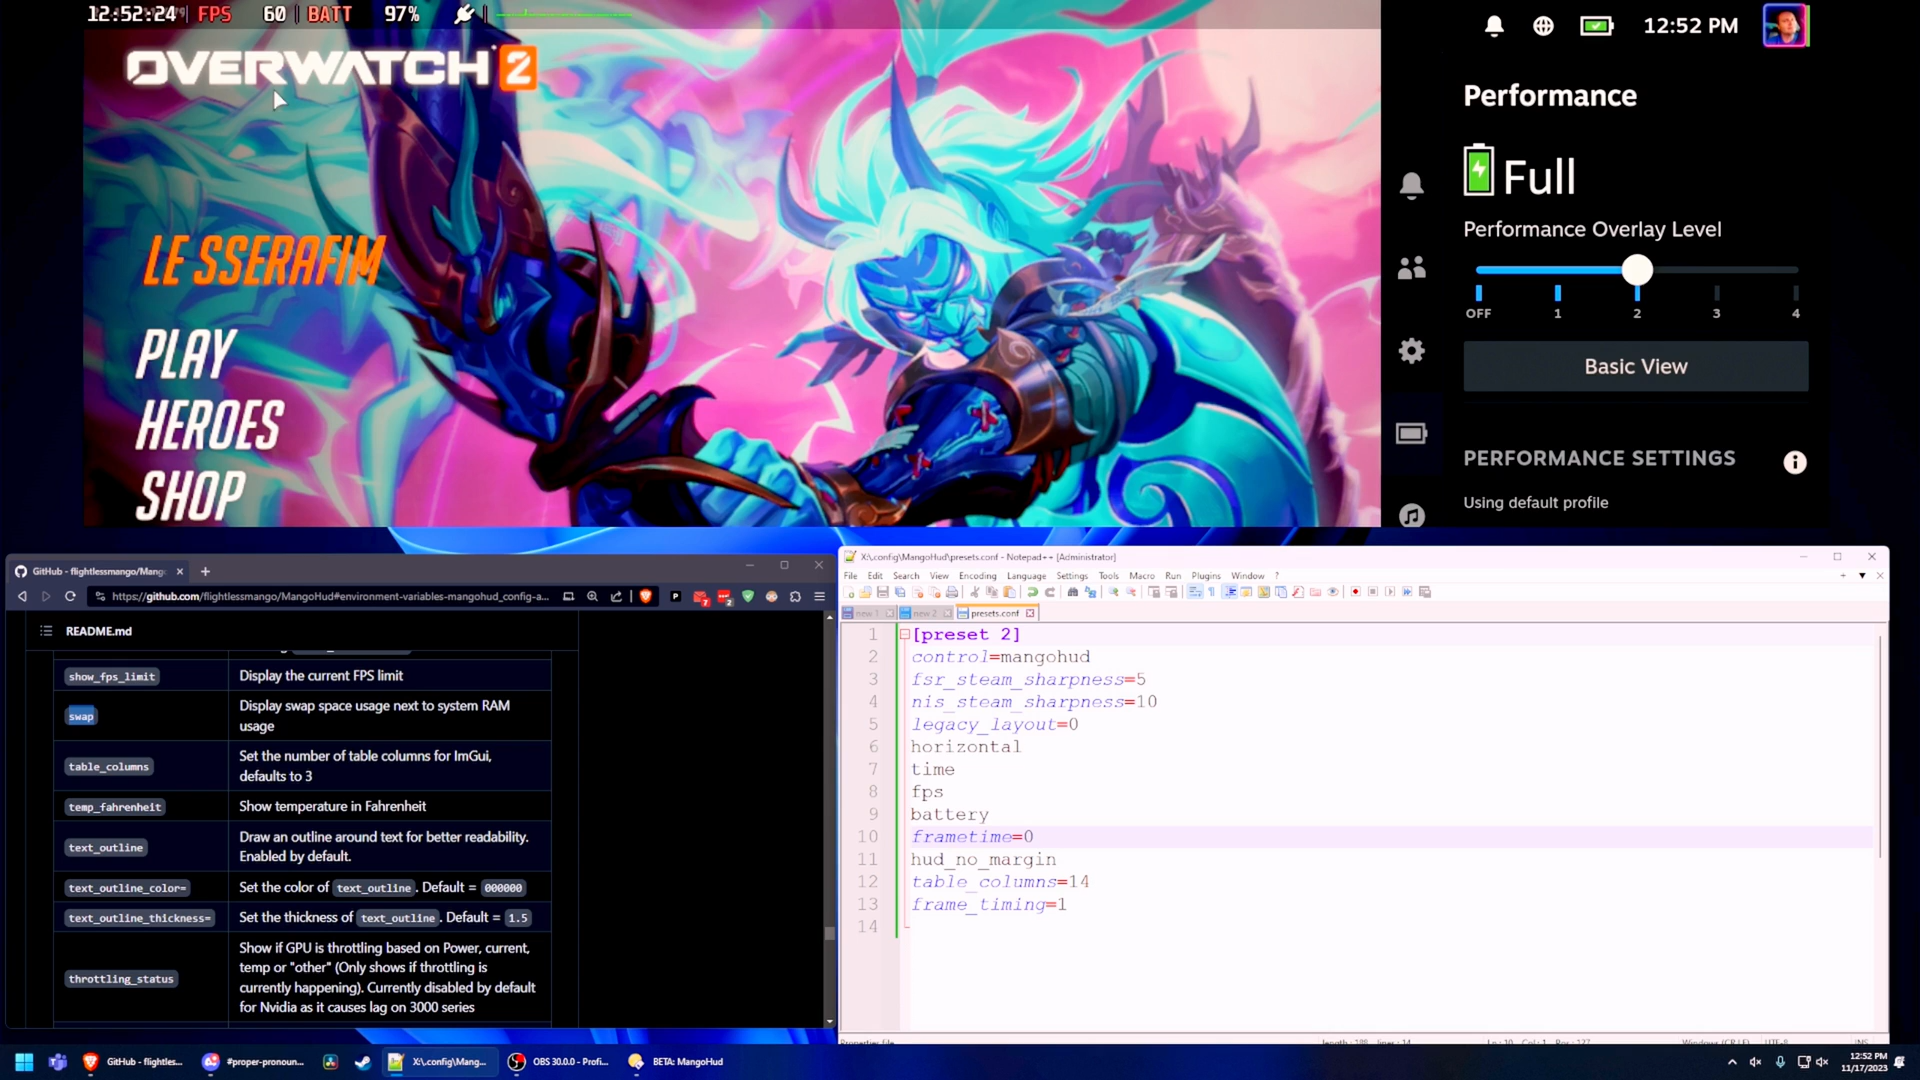 12:52:24 FPS 60 BATT 97%
OVERWATCH 2
LE SSERAFIM
PLAY
HEROES
SHOP
12:52 PM
Performance
Full
Performance Overlay Level
OFF 1 2 3 4
Basic View
PERFORMANCE SETTINGS
Using default profile
GitHub - flightlessmango/Mang
https://github.com/flightlessmango/MangoHud#environment-variables-mangohud_config-a...
README.md
show_fps_limit Display the current FPS limit
swap Display swap space usage next to system RAM
usage
table_columns Set the number of table columns for ImGui,
defaults to 3
temp_fahrenheit Show temperature in Fahrenheit
text_outline Draw an outline around text for better readability.
Enabled by default.
text_outline_color= Set the color of text_outline. Default = 000000
text_outline_thickness= Set the thickness of text_outline. Default = 1.5
throttling_status Show if GPU is throttling based on Power, current,
temp or "other" (Only shows if throttling is
currently happening). Currently disabled by default
for Nvidia as it causes lag on 3000 series
X:\.config\MangoHud\presets.conf - Notepad++ [Administrator]
File Edit Search View Encoding Language Settings Tools Macro Run Plugins Window ?
new 1 new 2 presets.conf
1 [preset 2]
2 control=mangohud
3 fsr_steam_sharpness=5
4 nis_steam_sharpness=10
5 legacy_layout=0
6 horizontal
7 time
8 fps
9 battery
10 frametime=0
11 hud_no_margin
12 table_columns=14
13 frame_timing=1
14
GitHub - flightles...
#proper-pronoun...
X:\.config\Mang...
OBS 30.0.0 - Profi...
BETA: MangoHud
12:52 PM
11/17/2023